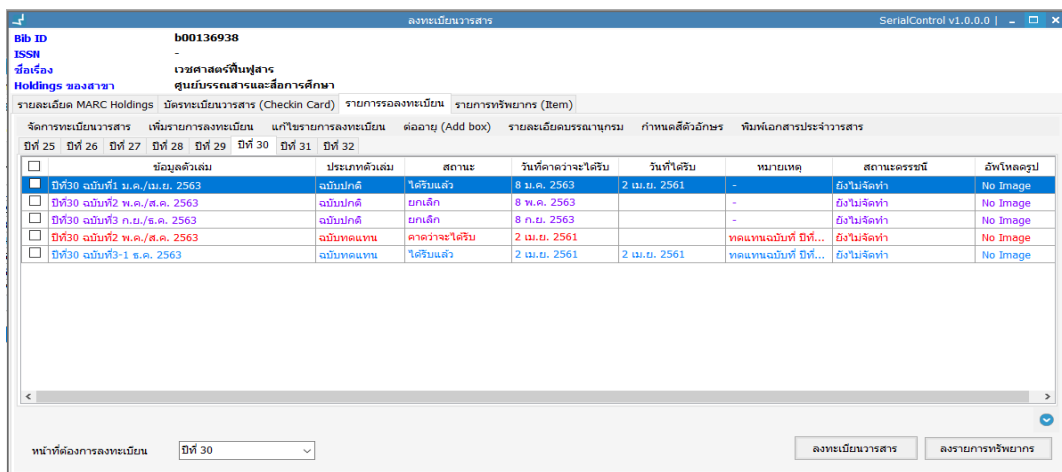 ลงทะเบียนวารสาร SerialControl v1.0.0.0 |
Bib ID b00136938
ISSN -
ชื่อเรื่อง เวชศาสตร์ฟื้นฟูสาร
Holdings ของสาขา ศูนย์บรรณสารและสื่อการศึกษา
รายละเอียด MARC Holdings บัตรทะเบียนวารสาร (Checkin Card) รายการรอลงทะเบียน รายการทรัพยากร (Item)
จัดการทะเบียนวารสาร เพิ่มรายการลงทะเบียน แก้ไขรายการลงทะเบียน ต่ออายุ (Add box) รายละเอียดบรรณานุกรม กำหนดสีตัวอักษร พิมพ์เอกสารประจำวารสาร
ปีที่ 25 ปีที่ 26 ปีที่ 27 ปีที่ 28 ปีที่ 29 ปีที่ 30 ปีที่ 31 ปีที่ 32
ข้อมูลตัวเล่ม ประเภทตัวเล่ม สถานะ วันที่คาดว่าจะได้รับ วันที่ได้รับ หมายเหตุ สถานะดรรชนี อัพโหลดรูป
ปีที่30 ฉบับที่1 ม.ค./เม.ย. 2563 ฉบับปกติ ได้รับแล้ว 8 ม.ค. 2563 2 เม.ย. 2561 - ยังไม่จัดทำ No Image
ปีที่30 ฉบับที่2 พ.ค./ส.ค. 2563 ฉบับปกติ ยกเลิก 8 พ.ค. 2563 - ยังไม่จัดทำ No Image
ปีที่30 ฉบับที่3 ก.ย./ธ.ค. 2563 ฉบับปกติ ยกเลิก 8 ก.ย. 2563 - ยังไม่จัดทำ No Image
ปีที่30 ฉบับที่2 พ.ค./ส.ค. 2563 ฉบับทดแทน คาดว่าจะได้รับ 2 เม.ย. 2561 ทดแทนฉบับที่ ปีที่... ยังไม่จัดทำ No Image
ปีที่30 ฉบับที่3-1 ธ.ค. 2563 ฉบับทดแทน ได้รับแล้ว 2 เม.ย. 2561 2 เม.ย. 2561 ทดแทนฉบับที่ ปีที่... ยังไม่จัดทำ No Image
หน้าที่ต้องการลงทะเบียน ปีที่ 30 ลงทะเบียนวารสาร ลงรายการทรัพยากร